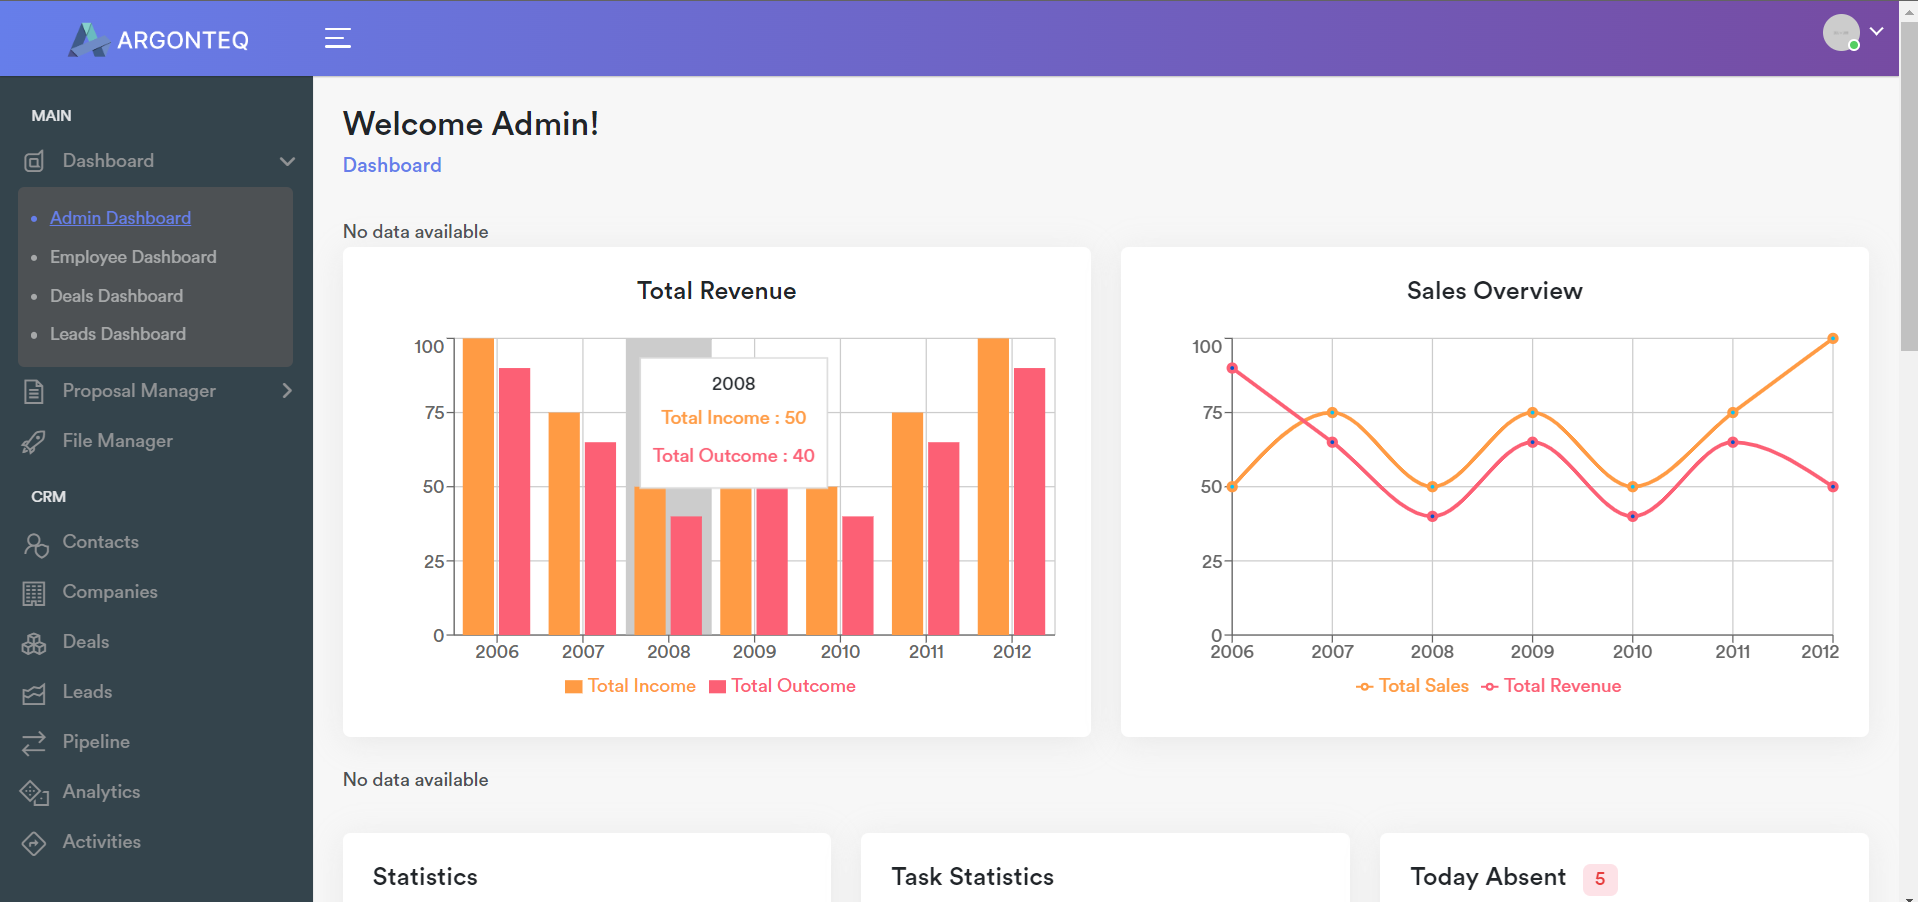 ARGONTEQ
MAIN
Dashboard
Admin Dashboard
Employee Dashboard
Deals Dashboard
Leads Dashboard
Proposal Manager
File Manager
CRM
Contacts
Companies
Deals
Leads
Pipeline
Analytics
Activities
Welcome Admin!
Dashboard
No data available
Total Revenue
100
75
50
25
0
2008
Total Income : 50
Total Outcome : 40
2006 2007 2008 2009 2010 2011 2012
Total Income Total Outcome
Sales Overview
100
75
50
25
0
2006 2007 2008 2009 2010 2011 2012
Total Sales Total Revenue
No data available
Statistics
Task Statistics
Today Absent 5